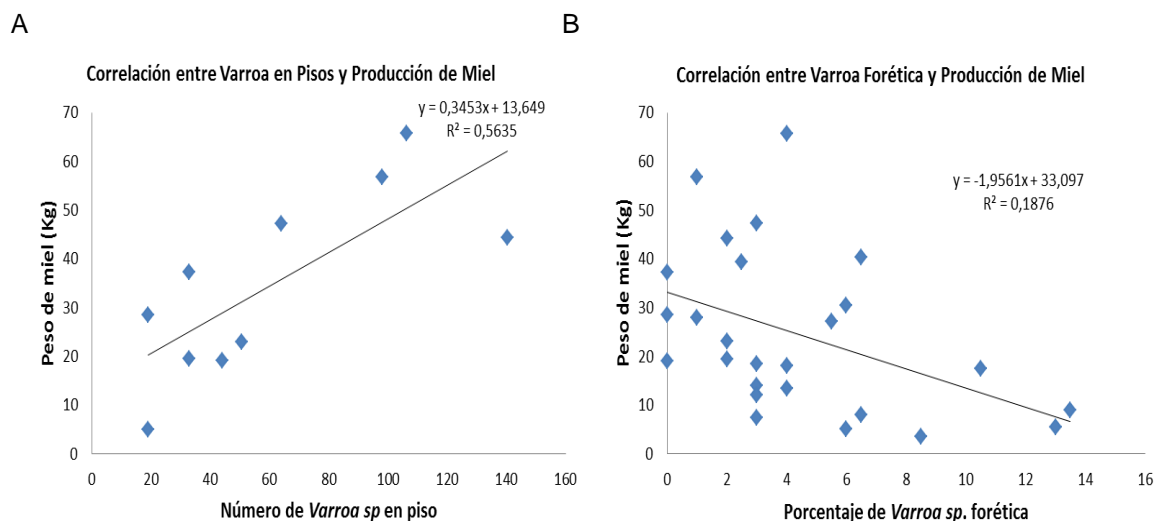 A
Correlación entre Varroa en Pisos y Producción de Miel
y = 0,3453x + 13,649
R² = 0,5635
Peso de miel (Kg)
70
60
50
40
30
20
10
0
0 20 40 60 80 100 120 140 160
Número de Varroa sp en piso
B
Correlación entre Varroa Forética y Producción de Miel
y = -1,9561x + 33,097
R² = 0,1876
Peso de miel (Kg)
70
60
50
40
30
20
10
0
0 2 4 6 8 10 12 14 16
Porcentaje de Varroa sp. forética